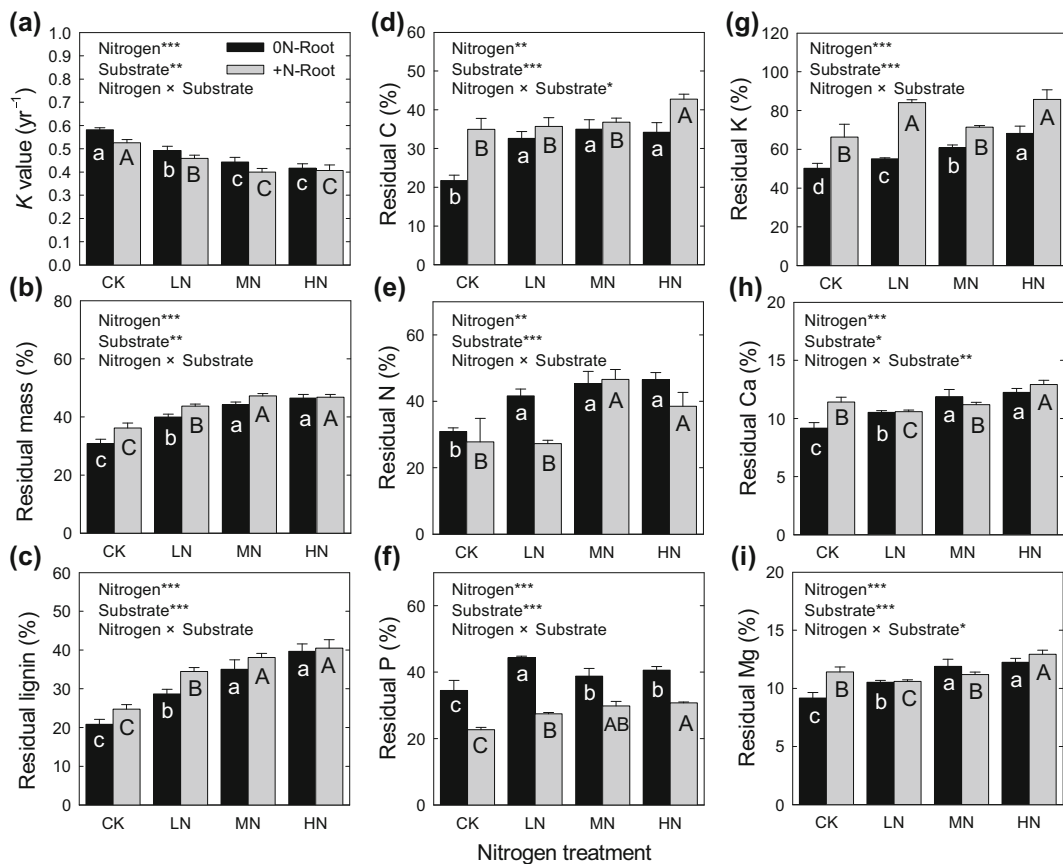 (a)
Nitrogen***
Substrate**
Nitrogen × Substrate
0N-Root
+N-Root
K value (yr⁻¹)
1.0
0.9
0.8
0.7
0.6
0.5
0.4
0.3
0.2
0.1
0.0
a
A
b
B
c
C
c
C
CK
LN
MN
HN
(b)
Nitrogen***
Substrate**
Nitrogen × Substrate
Residual mass (%)
80
60
40
20
0
c
C
b
B
a
A
a
A
CK
LN
MN
HN
(c)
Nitrogen***
Substrate***
Nitrogen × Substrate
Residual lignin (%)
60
50
40
30
20
10
0
c
C
b
B
a
A
a
A
CK
LN
MN
HN
(d)
Nitrogen**
Substrate***
Nitrogen × Substrate*
Residual C (%)
60
40
20
0
b
B
a
B
a
B
a
A
CK
LN
MN
HN
(e)
Nitrogen**
Substrate***
Nitrogen × Substrate
Residual N (%)
60
40
20
0
b
B
a
B
a
A
a
A
CK
LN
MN
HN
(f)
Nitrogen***
Substrate***
Nitrogen × Substrate
Residual P (%)
60
40
20
0
c
C
a
B
b
AB
b
A
CK
LN
MN
HN
(g)
Nitrogen***
Substrate***
Nitrogen × Substrate
Residual K (%)
120
100
80
60
40
20
0
d
B
c
A
b
B
a
A
CK
LN
MN
HN
(h)
Nitrogen***
Substrate*
Nitrogen × Substrate**
Residual Ca (%)
20
15
10
5
0
c
B
b
C
a
B
a
A
CK
LN
MN
HN
(i)
Nitrogen***
Substrate***
Nitrogen × Substrate*
Residual Mg (%)
20
15
10
5
0
c
B
b
C
a
B
a
A
CK
LN
MN
HN
Nitrogen treatment